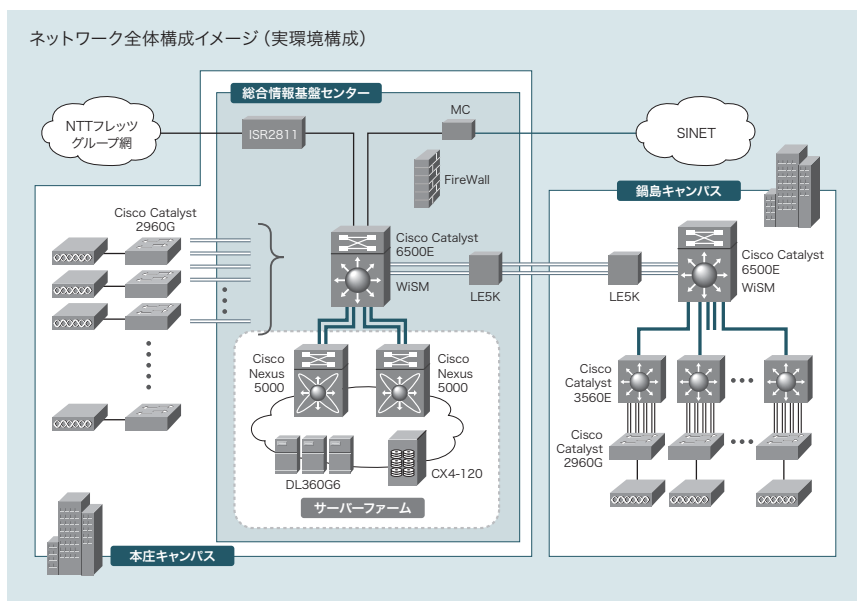 ネットワーク全体構成イメージ（実環境構成）
総合情報基盤センター
NTTフレッツ
グループ網
ISR2811
MC
SINET
FireWall
鍋島キャンパス
Cisco Catalyst
2960G
Cisco Catalyst
6500E
WiSM
LE5K
LE5K
Cisco Catalyst
6500E
WiSM
Cisco
Nexus
5000
Cisco
Nexus
5000
Cisco
Catalyst
3560E
Cisco
Catalyst
2960G
DL360G6
CX4-120
サーバーファーム
本庄キャンパス